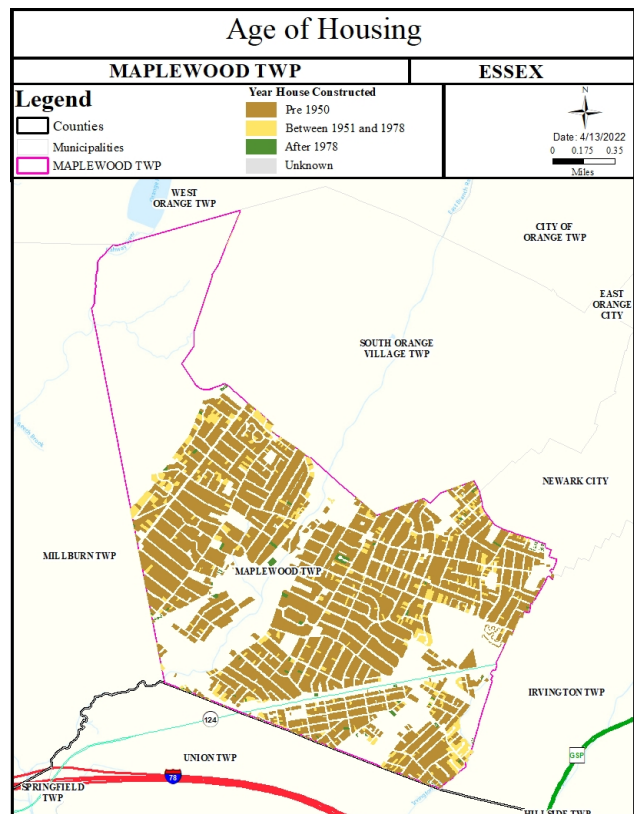 Age of Housing
MAPLEWOOD TWP
ESSEX
Legend
Counties
Municipalities
MAPLEWOOD TWP
Year House Constructed
Pre 1950
Between 1951 and 1978
After 1978
Unknown
N
Date: 4/13/2022
0 0.175 0.35
Miles
WEST
ORANGE TWP
CITY OF
ORANGE TWP
EAST
ORANGE
CITY
SOUTH ORANGE
VILLAGE TWP
NEWARK CITY
MILLBURN TWP
MAPLEWOOD TWP
IRVINGTON TWP
124
UNION TWP
GSP
78
SPRINGFIELD
TWP
HILLSIDE TWP